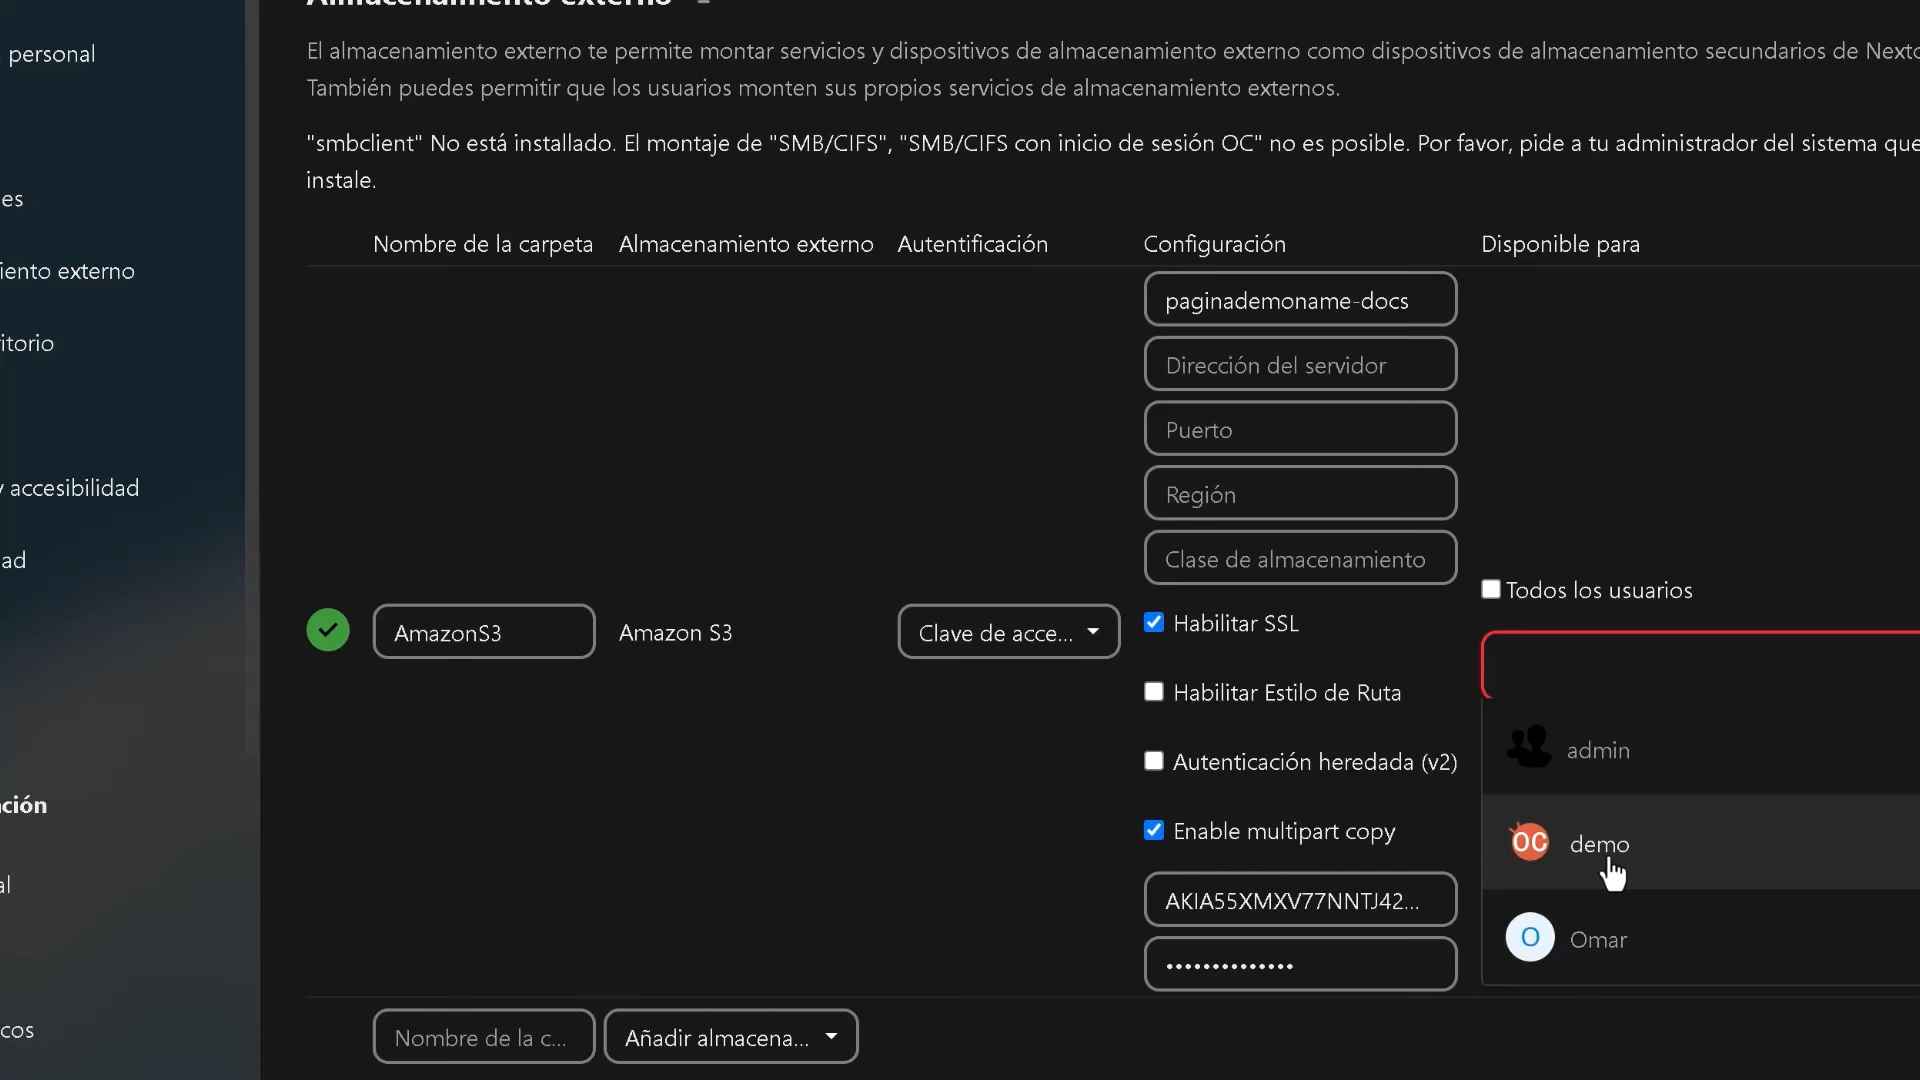 Almacenamiento externo
personal
El almacenamiento externo te permite montar servicios y dispositivos de almacenamiento externo como dispositivos de almacenamiento secundarios de
También puedes permitir que los usuarios monten sus propios servicios de almacenamiento externos.
"smbclient" No está instalado. El montaje de "SMB/CIFS", "SMB/CIFS con inicio de sesión OC" no es posible. Por favor, pide a tu administrador del sistema que
instale.
es
iento externo
itorio
y accesibilidad
ad
ción
al
cos
Nombre de la carpeta
Almacenamiento externo
Autentificación
Configuración
Disponible para
paginademoname-docs
Dirección del servidor
Puerto
Región
Clase de almacenamiento
AmazonS3
Amazon S3
Clave de acce...
Habilitar SSL
Habilitar Estilo de Ruta
Autenticación heredada (v2)
Enable multipart copy
AKIA55XMXV77NNTJ42...
Todos los usuarios
admin
OC demo
O Omar
Nombre de la c...
Añadir almacena...